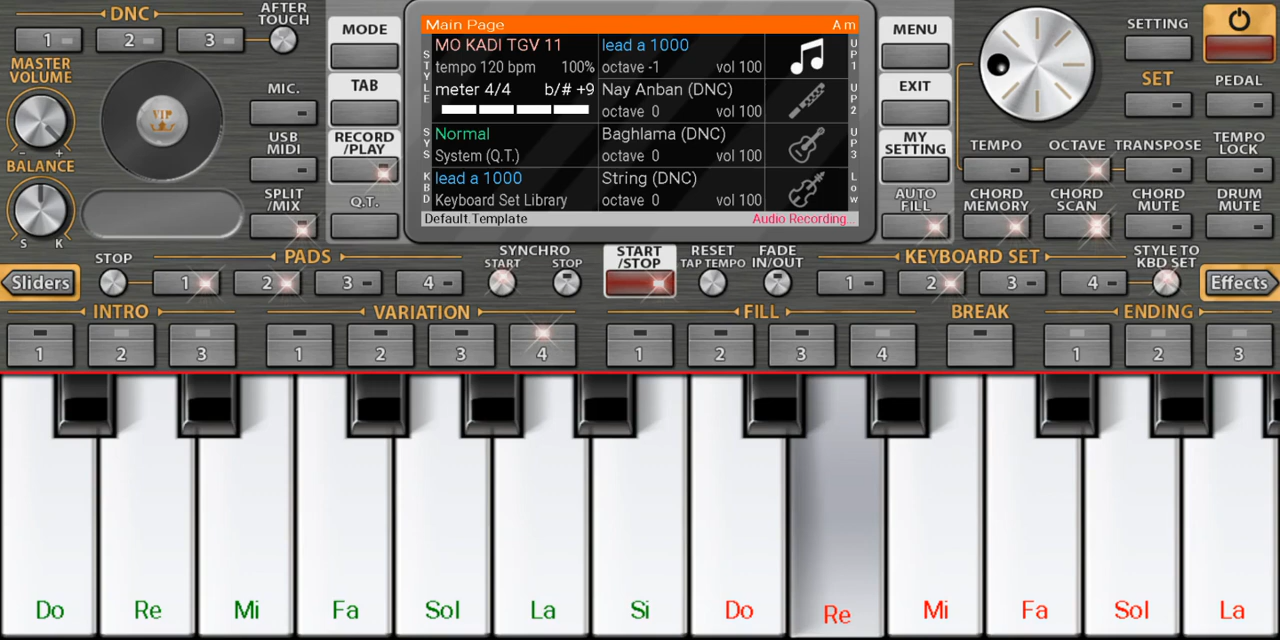 DNC
1 2 3
AFTER
TOUCH
MASTER
VOLUME
- +
BALANCE
S K
VIP
MIC.
USB
MIDI
SPLIT
/MIX
MODE
TAB
RECORD
/PLAY
Q.T.
Main Page Am
STYLE
MO KADI TGV 11
tempo 120 bpm 100%
meter 4/4 b/# +9
SYS
Normal
System (Q.T.)
KBD
lead a 1000
Keyboard Set Library
lead a 1000
octave -1 vol 100
UP1
Nay Anban (DNC)
octave 0 vol 100
UP2
Baghlama (DNC)
octave 0 vol 100
UP3
String (DNC)
octave 0 vol 100
Low
Default.Template Audio Recording...
MENU
EXIT
MY
SETTING
AUTO
FILL
SETTING
SET
PEDAL
TEMPO OCTAVE TRANSPOSE TEMPO
LOCK
CHORD
MEMORY
CHORD
SCAN
CHORD
MUTE
DRUM
MUTE
Sliders
STOP
PADS
1 2 3 4
SYNCHRO
START STOP
START
/STOP
RESET
TAP TEMPO
FADE
IN/OUT
KEYBOARD SET
1 2 3 4
STYLE TO
KBD SET
Effects
INTRO
1 2 3
VARIATION
1 2 3 4
FILL
1 2 3 4
BREAK
ENDING
1 2 3
Do Re Mi Fa Sol La Si Do Re Mi Fa Sol La